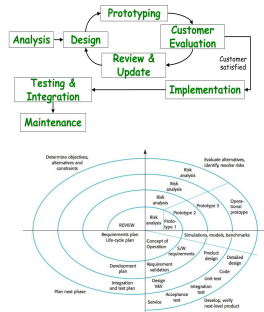 Prototyping
Analysis
Design
Customer
Evaluation
Review &
Update
Customer
satisfied
Testing &
Integration
Implementation
Maintenance
Determine objectives,
alternatives and
constraints
Evaluate alternatives,
identify resolve risks
Risk
analysis
Risk
analysis
Risk
analysis
Risk
analysis
REVIEW
Proto-
type 1
Prototype 2
Prototype 3
Opera-
tional
protoype
Requirements plan
Life-cycle plan
Simulations, models, benchmarks
Concept of
Operation
S/W
requirements
Product
design
Detailed
design
Development
plan
Requirement
validation
Code
Unit test
Integration
and test plan
Design
V&V
Integration
test
Plan next phase
Acceptance
test
Service
Develop, verify
next-level product